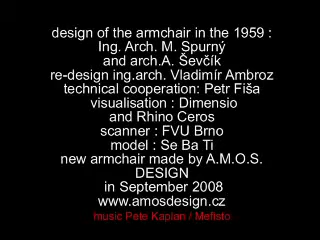 design of the armchair in the 1959 :
Ing. Arch. M. Spurný
and arch.A. Ševčík
re-design ing.arch. Vladimír Ambroz
technical cooperation: Petr Fiša
visualisation : Dimensio
and Rhino Ceros
scanner : FVU Brno
model : Se Ba Ti
new armchair made by A.M.O.S.
DESIGN
in September 2008
www.amosdesign.cz
music Pete Kaplan / Mefisto